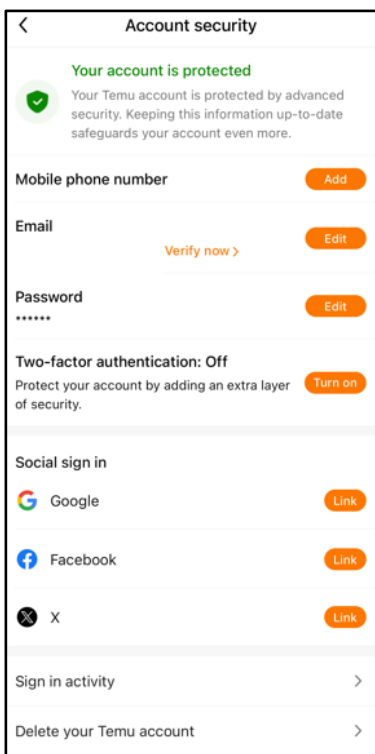 Account security
Your account is protected
Your Temu account is protected by advanced
security. Keeping this information up-to-date
safeguards your account even more.
Mobile phone number
Add
Email
Verify now >
Edit
Password
******
Edit
Two-factor authentication: Off
Protect your account by adding an extra layer
of security.
Turn on
Social sign in
Google
Link
Facebook
Link
X
Link
Sign in activity
Delete your Temu account